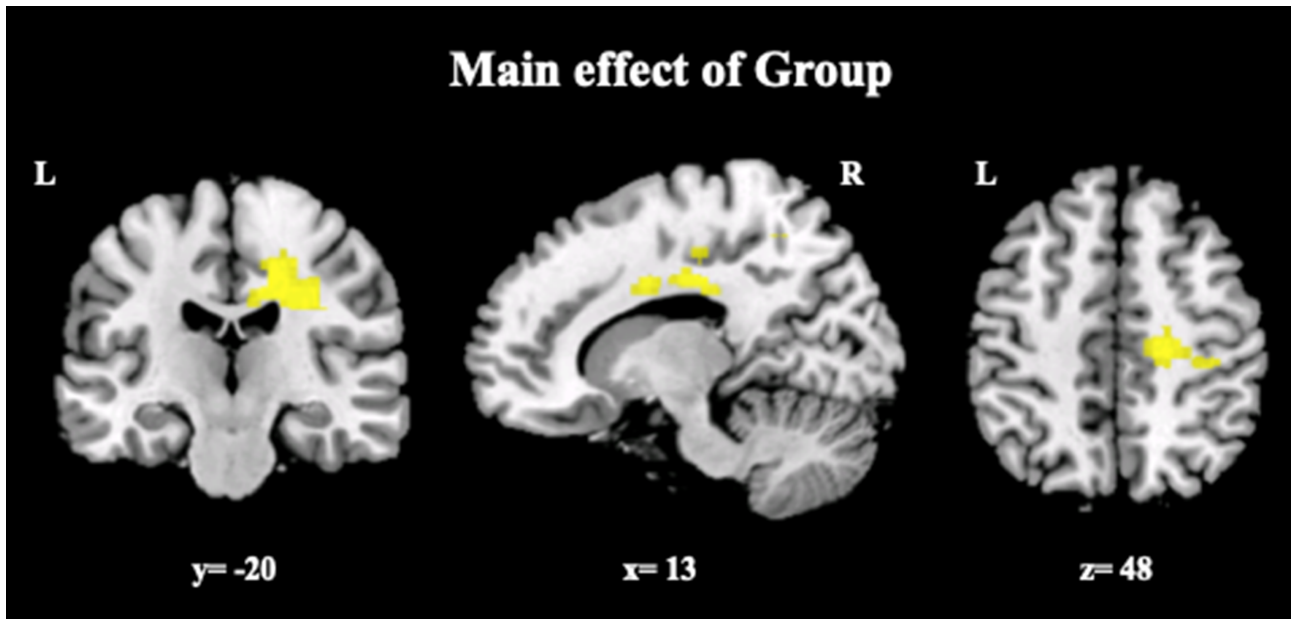 Main effect of Group
L
R
L
y= -20
x= 13
z= 48